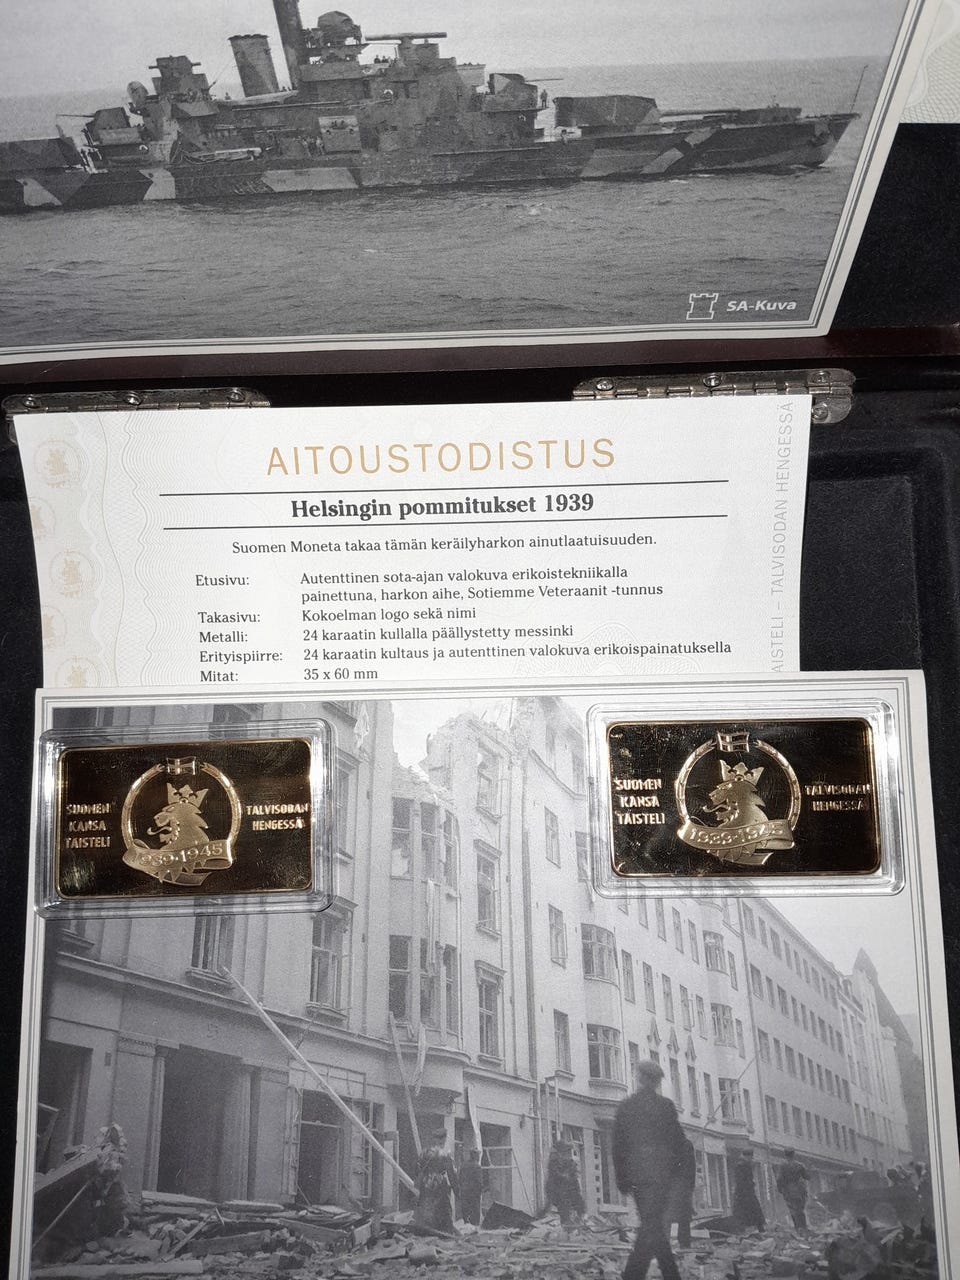 SA-Kuva
AITOUSTODISTUS
Helsingin pommitukset 1939
Suomen Moneta takaa tämän keräilyharkon ainutlaatuisuuden.
Etusivu: Autenttinen sota-ajan valokuva erikoistekniikalla
painettuna, harkon aihe, Sotiemme Veteraanit -tunnus
Takasivu: Kokoelman logo sekä nimi
Metalli: 24 karaatin kullalla päällystetty messinki
Erityispiirre: 24 karaatin kultaus ja autenttinen valokuva erikoispainatuksella
Mitat: 35 x 60 mm
AISTELI – TALVISODAN HENGESSÄ
SUOMEN
KANSA
TAISTELI
1939-1945
TALVISODAN
HENGESSÄ
SUOMEN
KANSA
TAISTELI
1939-1945
TALVISODAN
HENGESSÄ